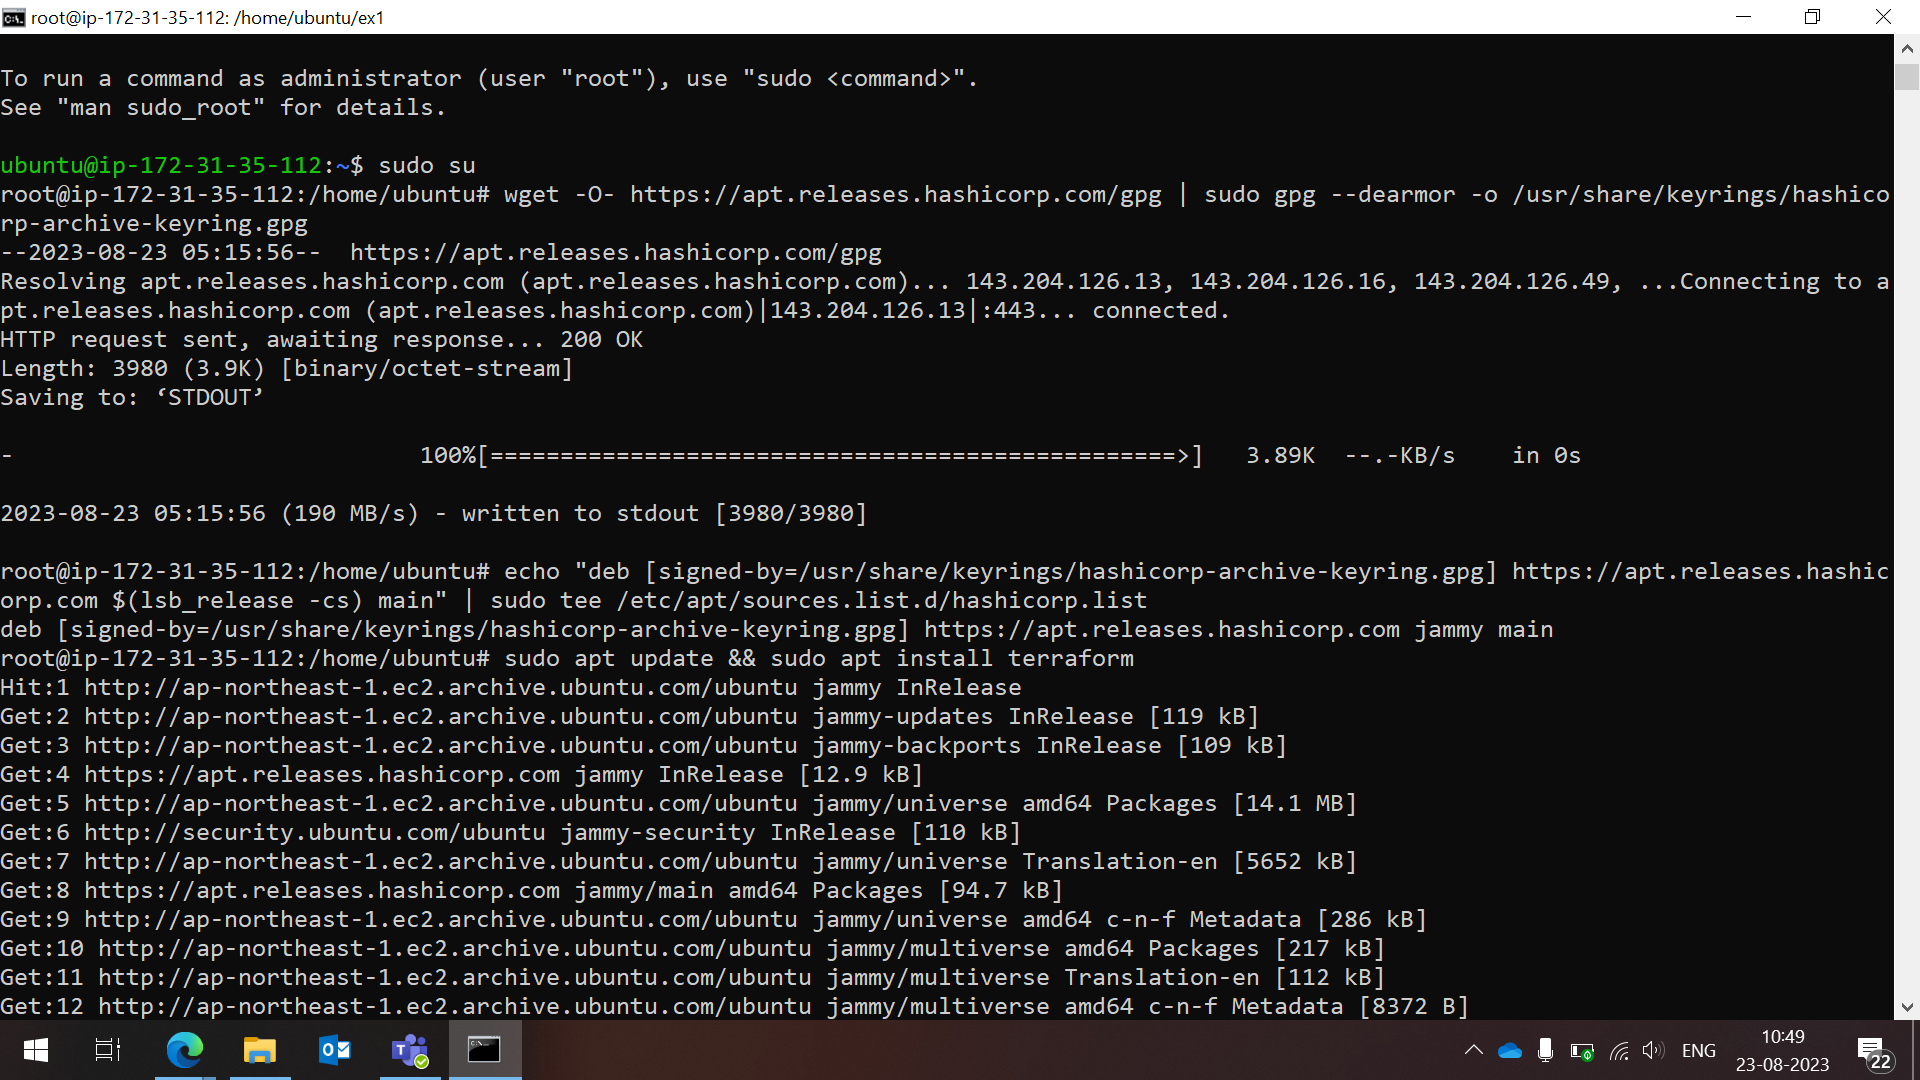 root@ip-172-31-35-112: /home/ubuntu/ex1
To run a command as administrator (user "root"), use "sudo <command>".
See "man sudo_root" for details.
ubuntu@ip-172-31-35-112:~$ sudo su
root@ip-172-31-35-112:/home/ubuntu# wget -O- https://apt.releases.hashicorp.com/gpg | sudo gpg --dearmor -o /usr/share/keyrings/hashico
rp-archive-keyring.gpg
--2023-08-23 05:15:56--  https://apt.releases.hashicorp.com/gpg
Resolving apt.releases.hashicorp.com (apt.releases.hashicorp.com)... 143.204.126.13, 143.204.126.16, 143.204.126.49, ...Connecting to a
pt.releases.hashicorp.com (apt.releases.hashicorp.com)|143.204.126.13|:443... connected.
HTTP request sent, awaiting response... 200 OK
Length: 3980 (3.9K) [binary/octet-stream]
Saving to: ‘STDOUT’
-                             100%[=================================================>]   3.89K  --.-KB/s    in 0s
2023-08-23 05:15:56 (190 MB/s) - written to stdout [3980/3980]
root@ip-172-31-35-112:/home/ubuntu# echo "deb [signed-by=/usr/share/keyrings/hashicorp-archive-keyring.gpg] https://apt.releases.hashic
orp.com $(lsb_release -cs) main" | sudo tee /etc/apt/sources.list.d/hashicorp.list
deb [signed-by=/usr/share/keyrings/hashicorp-archive-keyring.gpg] https://apt.releases.hashicorp.com jammy main
root@ip-172-31-35-112:/home/ubuntu# sudo apt update && sudo apt install terraform
Hit:1 http://ap-northeast-1.ec2.archive.ubuntu.com/ubuntu jammy InRelease
Get:2 http://ap-northeast-1.ec2.archive.ubuntu.com/ubuntu jammy-updates InRelease [119 kB]
Get:3 http://ap-northeast-1.ec2.archive.ubuntu.com/ubuntu jammy-backports InRelease [109 kB]
Get:4 https://apt.releases.hashicorp.com jammy InRelease [12.9 kB]
Get:5 http://ap-northeast-1.ec2.archive.ubuntu.com/ubuntu jammy/universe amd64 Packages [14.1 MB]
Get:6 http://security.ubuntu.com/ubuntu jammy-security InRelease [110 kB]
Get:7 http://ap-northeast-1.ec2.archive.ubuntu.com/ubuntu jammy/universe Translation-en [5652 kB]
Get:8 https://apt.releases.hashicorp.com jammy/main amd64 Packages [94.7 kB]
Get:9 http://ap-northeast-1.ec2.archive.ubuntu.com/ubuntu jammy/universe amd64 c-n-f Metadata [286 kB]
Get:10 http://ap-northeast-1.ec2.archive.ubuntu.com/ubuntu jammy/multiverse amd64 Packages [217 kB]
Get:11 http://ap-northeast-1.ec2.archive.ubuntu.com/ubuntu jammy/multiverse Translation-en [112 kB]
Get:12 http://ap-northeast-1.ec2.archive.ubuntu.com/ubuntu jammy/multiverse amd64 c-n-f Metadata [8372 B]
ENG
10:49
23-08-2023
22